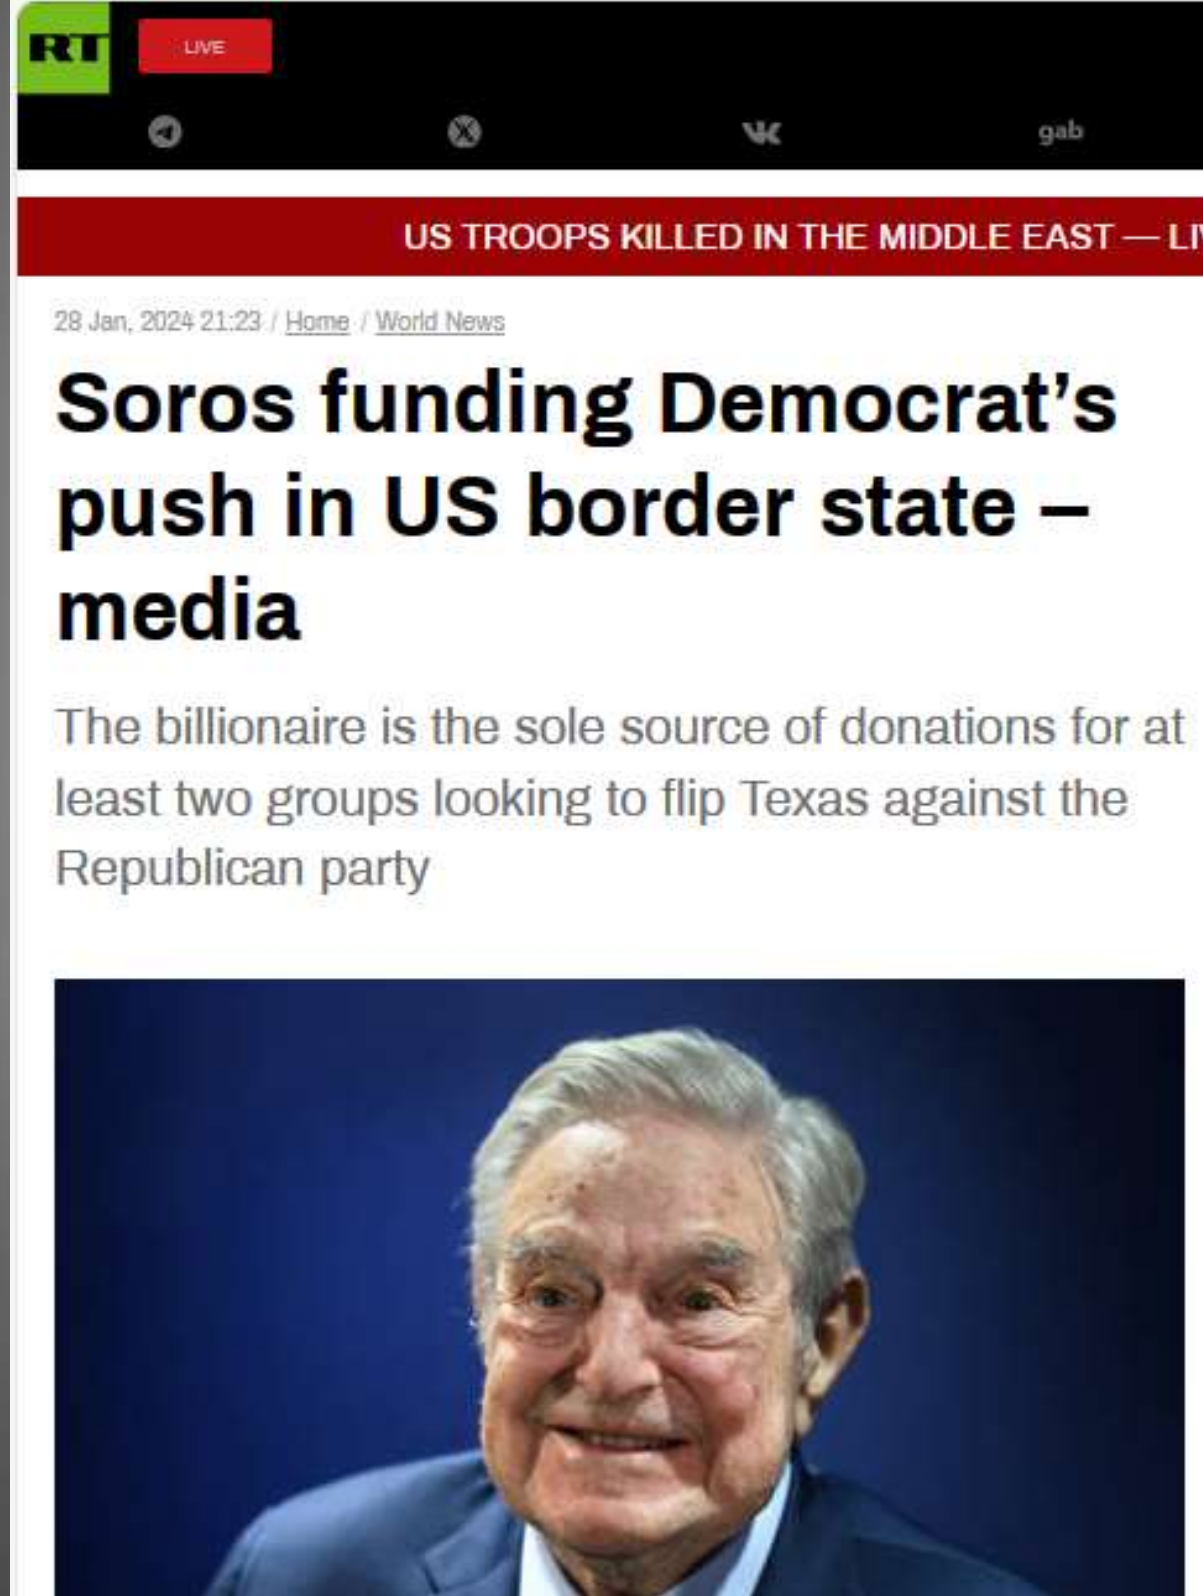 RT
LIVE
gab
US TROOPS KILLED IN THE MIDDLE EAST — LI
28 Jan, 2024 21:23 / Home / World News
Soros funding Democrat’s
push in US border state –
media
The billionaire is the sole source of donations for at
least two groups looking to flip Texas against the
Republican party